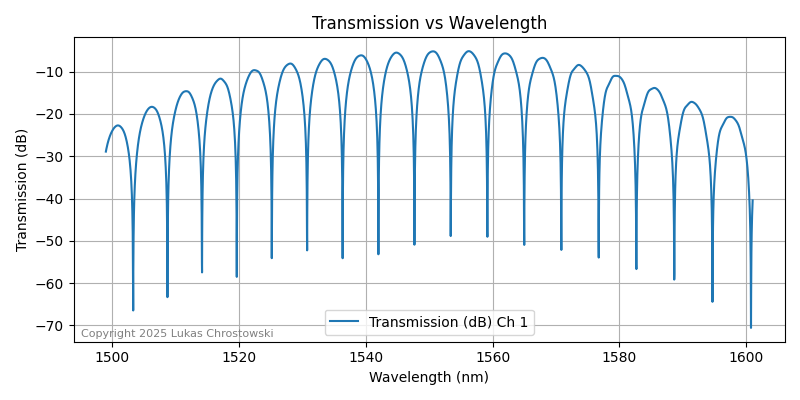 Transmission vs Wavelength
Transmission (dB)
−10
−20
−30
−40
−50
−60
−70
Transmission (dB) Ch 1
Copyright 2025 Lukas Chrostowski
1500 1520 1540 1560 1580 1600
Wavelength (nm)